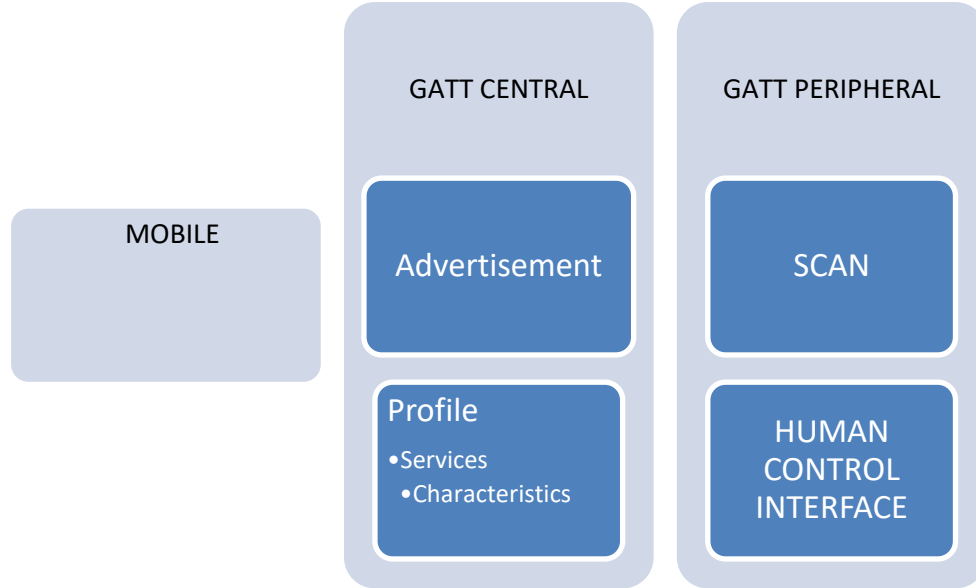 MOBILE
GATT CENTRAL
Advertisement
Profile
•Services
•Characteristics
GATT PERIPHERAL
SCAN
HUMAN
CONTROL
INTERFACE